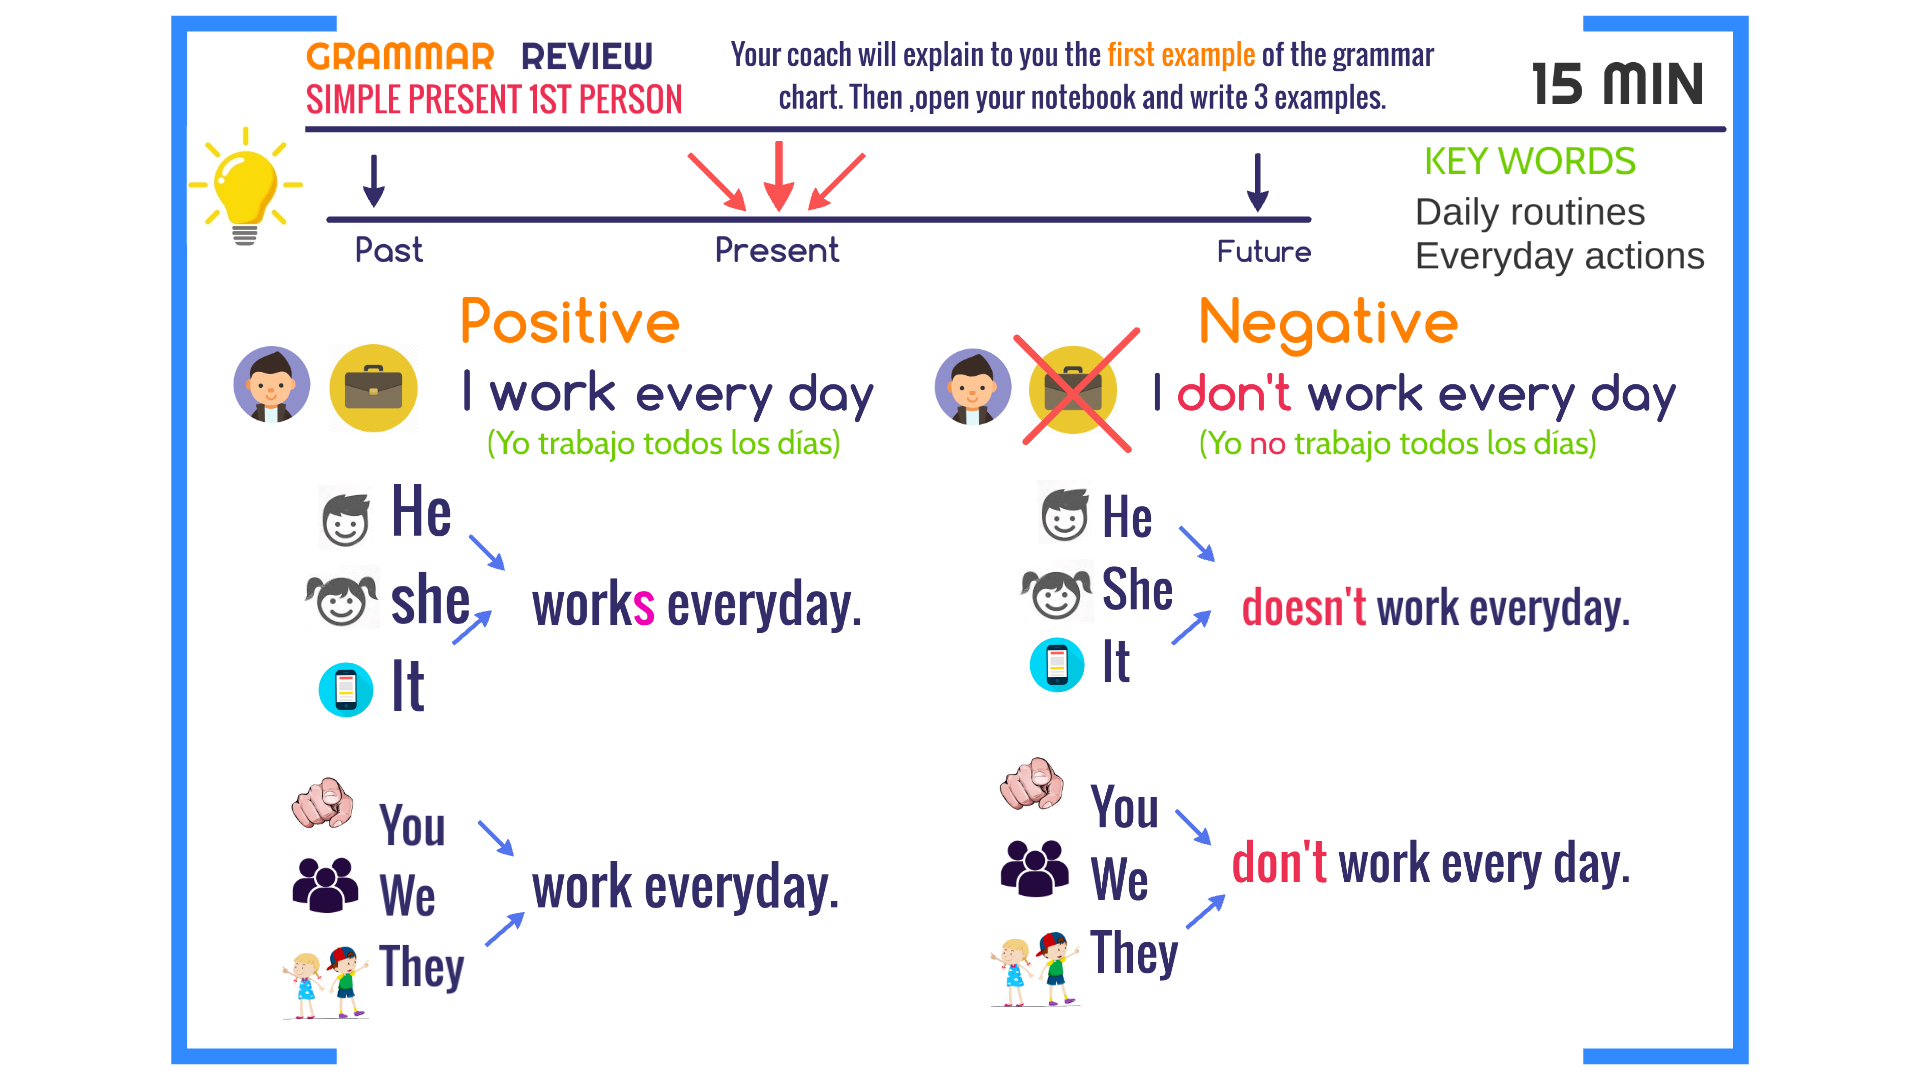 GRAMMAR REVIEW
SIMPLE PRESENT 1ST PERSON
Your coach will explain to you the first example of the grammar
chart. Then ,open your notebook and write 3 examples.
15 MIN
KEY WORDS
Daily routines
Everyday actions
Past
Present
Future
Positive
I work every day
(Yo trabajo todos los días)
He
she
It
works everyday.
You
We
They
work everyday.
Negative
I don't work every day
(Yo no trabajo todos los días)
He
She
It
doesn't work everyday.
You
We
They
don't work every day.